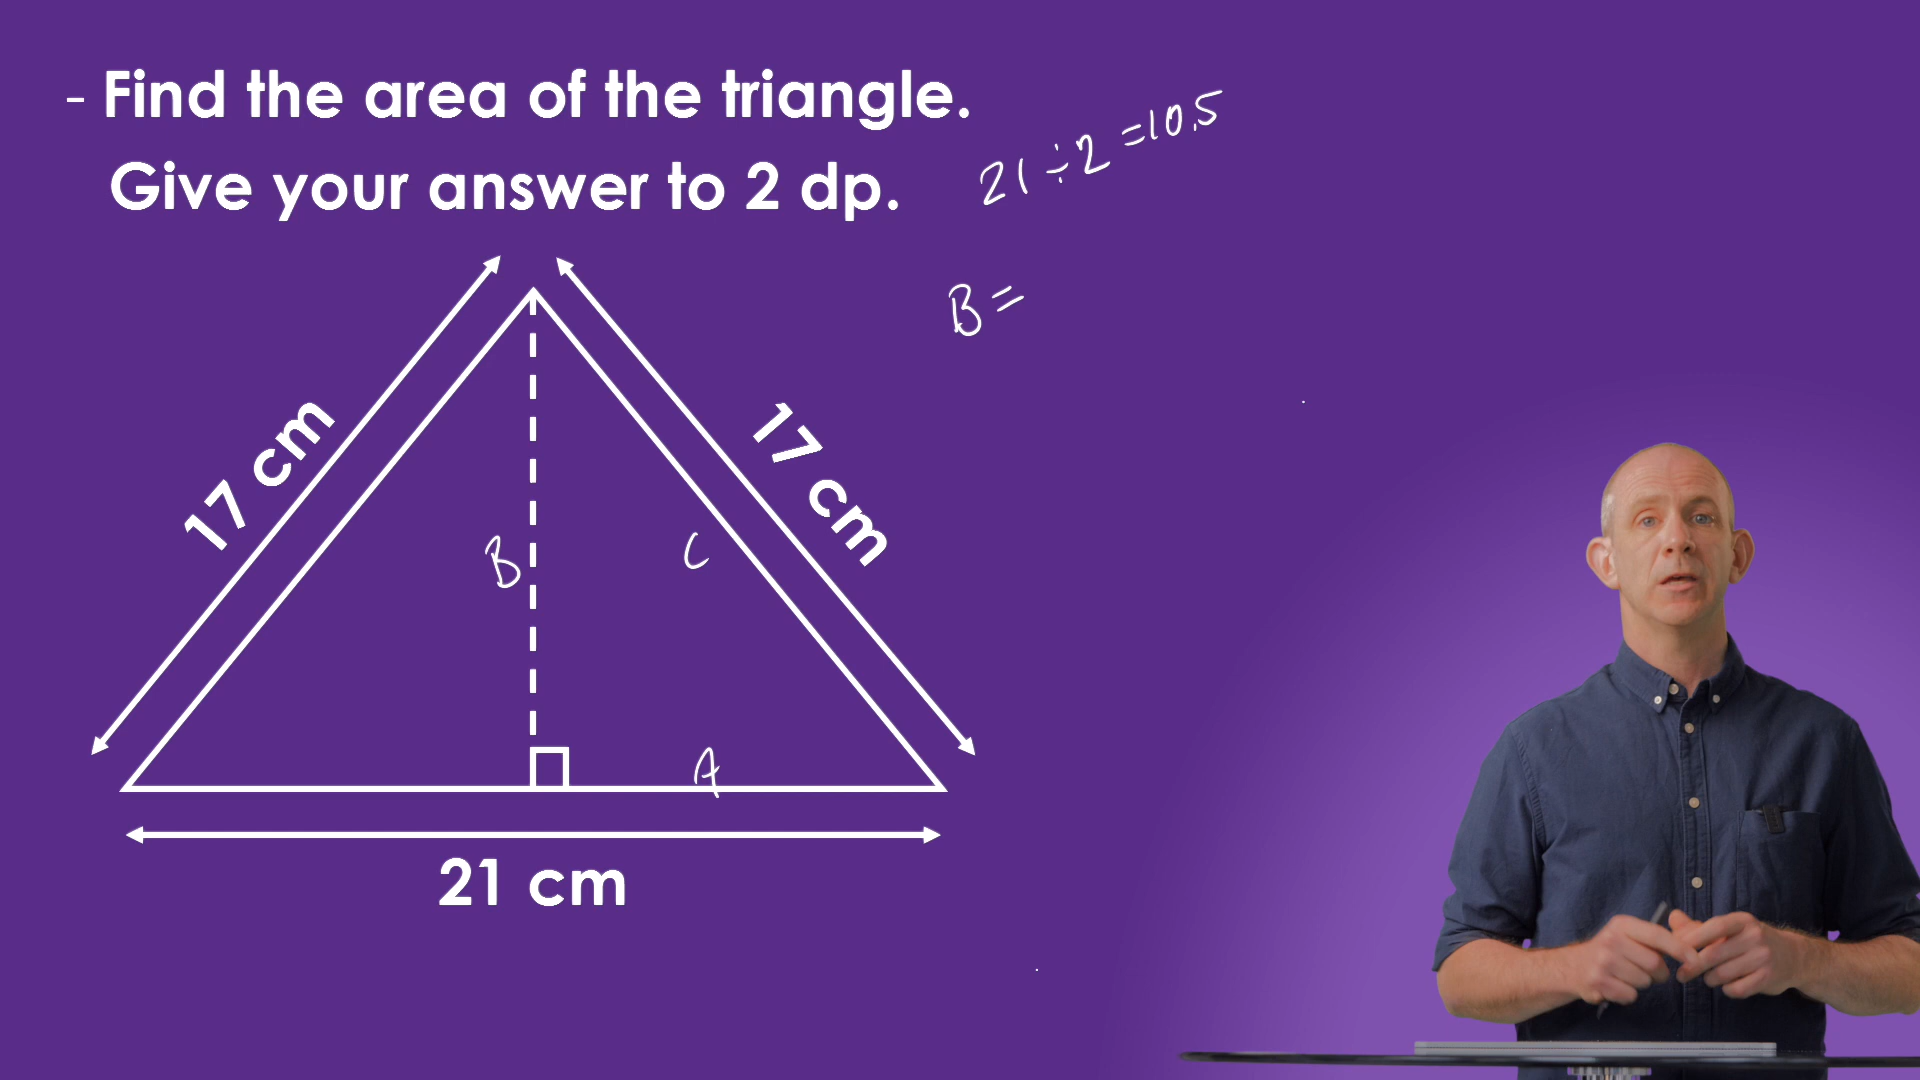 - Find the area of the triangle.
Give your answer to 2 dp.
21 ÷ 2 = 10.5
B =
17 cm
17 cm
B
C
A
21 cm